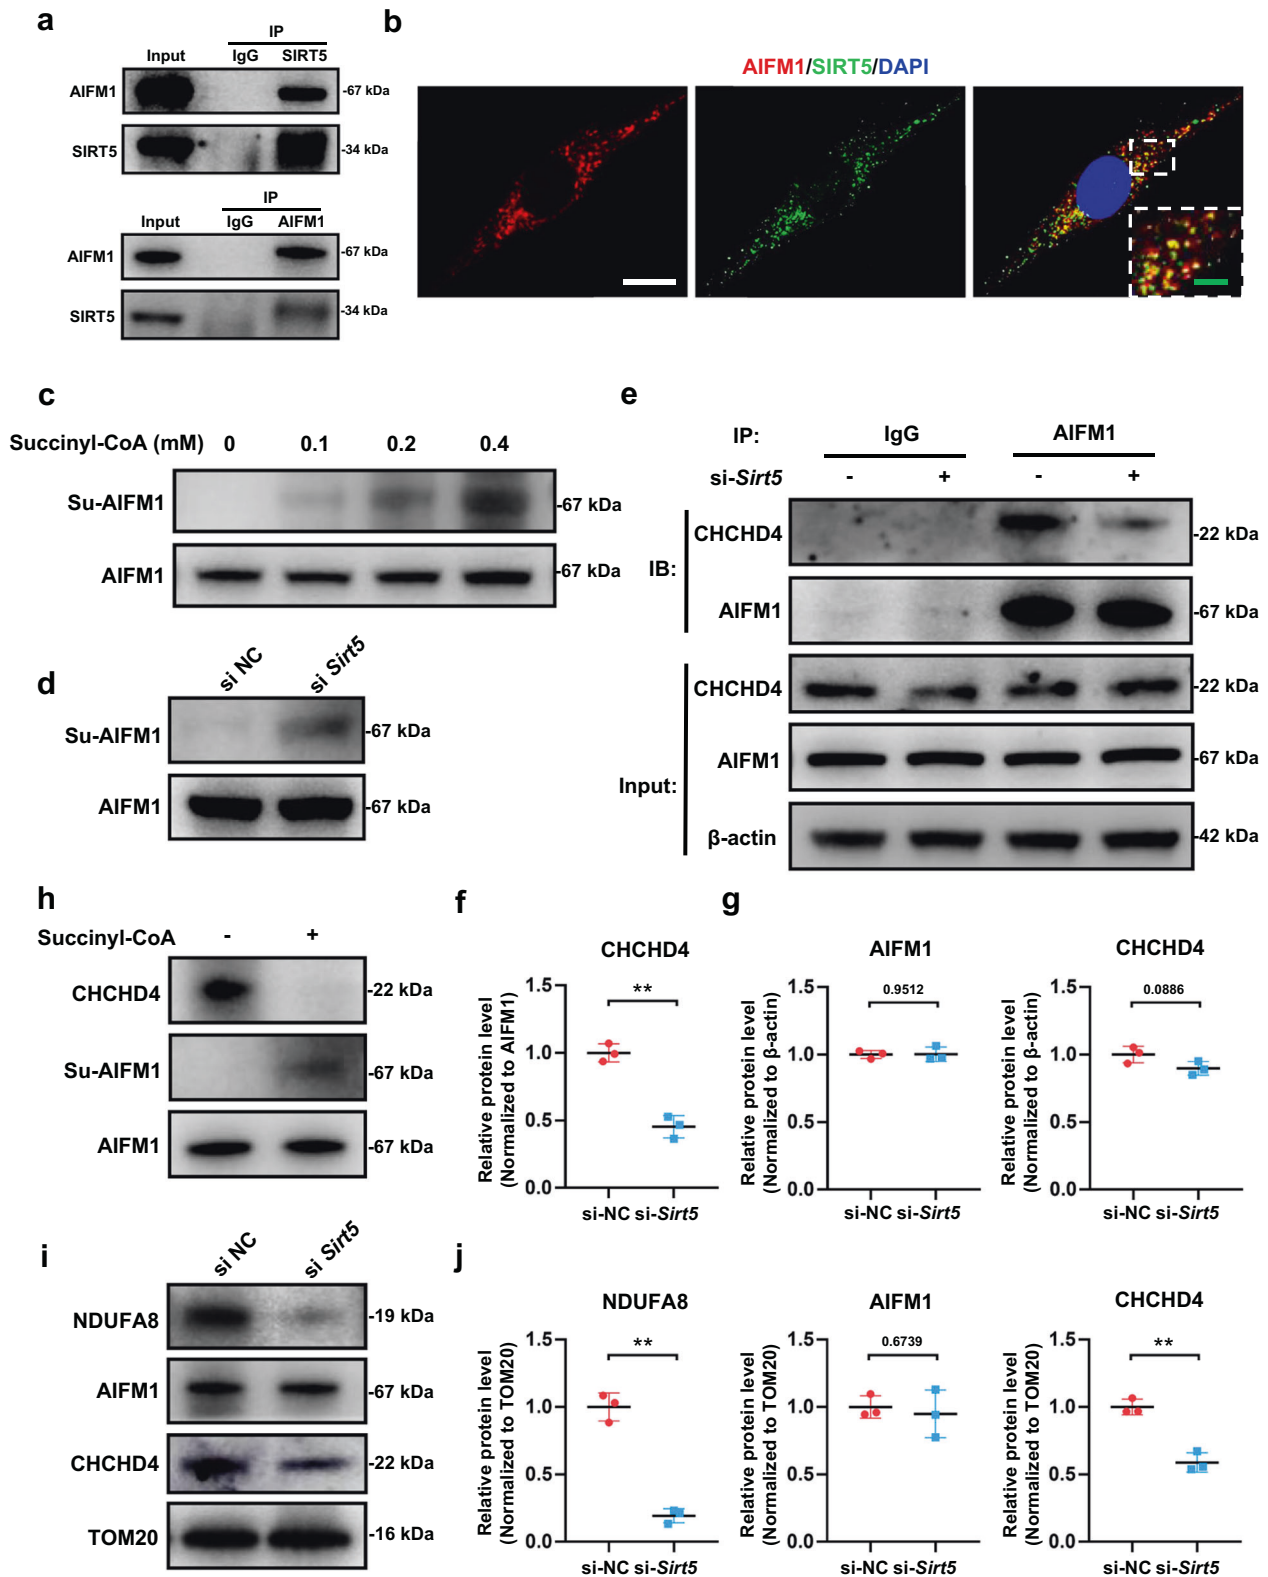 a
IP
Input IgG SIRT5
AIFM1 -67 kDa
SIRT5 -34 kDa
IP
Input IgG AIFM1
AIFM1 -67 kDa
SIRT5 -34 kDa
b
AIFM1/SIRT5/DAPI
c
Succinyl-CoA (mM) 0 0.1 0.2 0.4
Su-AIFM1 -67 kDa
AIFM1 -67 kDa
d
si NC si Sirt5
Su-AIFM1 -67 kDa
AIFM1 -67 kDa
e
IP: IgG AIFM1
si-Sirt5 - + - +
IB:
CHCHD4 -22 kDa
AIFM1 -67 kDa
Input:
CHCHD4 -22 kDa
AIFM1 -67 kDa
β-actin -42 kDa
h
Succinyl-CoA - +
CHCHD4 -22 kDa
Su-AIFM1 -67 kDa
AIFM1 -67 kDa
f
CHCHD4
Relative protein level
(Normalized to AIFM1)
1.5
1.0
0.5
0.0
**
si-NC si-Sirt5
g
AIFM1
Relative protein level
(Normalized to β-actin)
1.5
1.0
0.5
0.0
0.9512
si-NC si-Sirt5
CHCHD4
Relative protein level
(Normalized to β-actin)
1.5
1.0
0.5
0.0
0.0886
si-NC si-Sirt5
i
si NC si Sirt5
NDUFA8 -19 kDa
AIFM1 -67 kDa
CHCHD4 -22 kDa
TOM20 -16 kDa
j
NDUFA8
Relative protein level
(Normalized to TOM20)
1.5
1.0
0.5
0.0
**
si-NC si-Sirt5
AIFM1
Relative protein level
(Normalized to TOM20)
1.5
1.0
0.5
0.0
0.6739
si-NC si-Sirt5
CHCHD4
Relative protein level
(Normalized to TOM20)
1.5
1.0
0.5
0.0
**
si-NC si-Sirt5